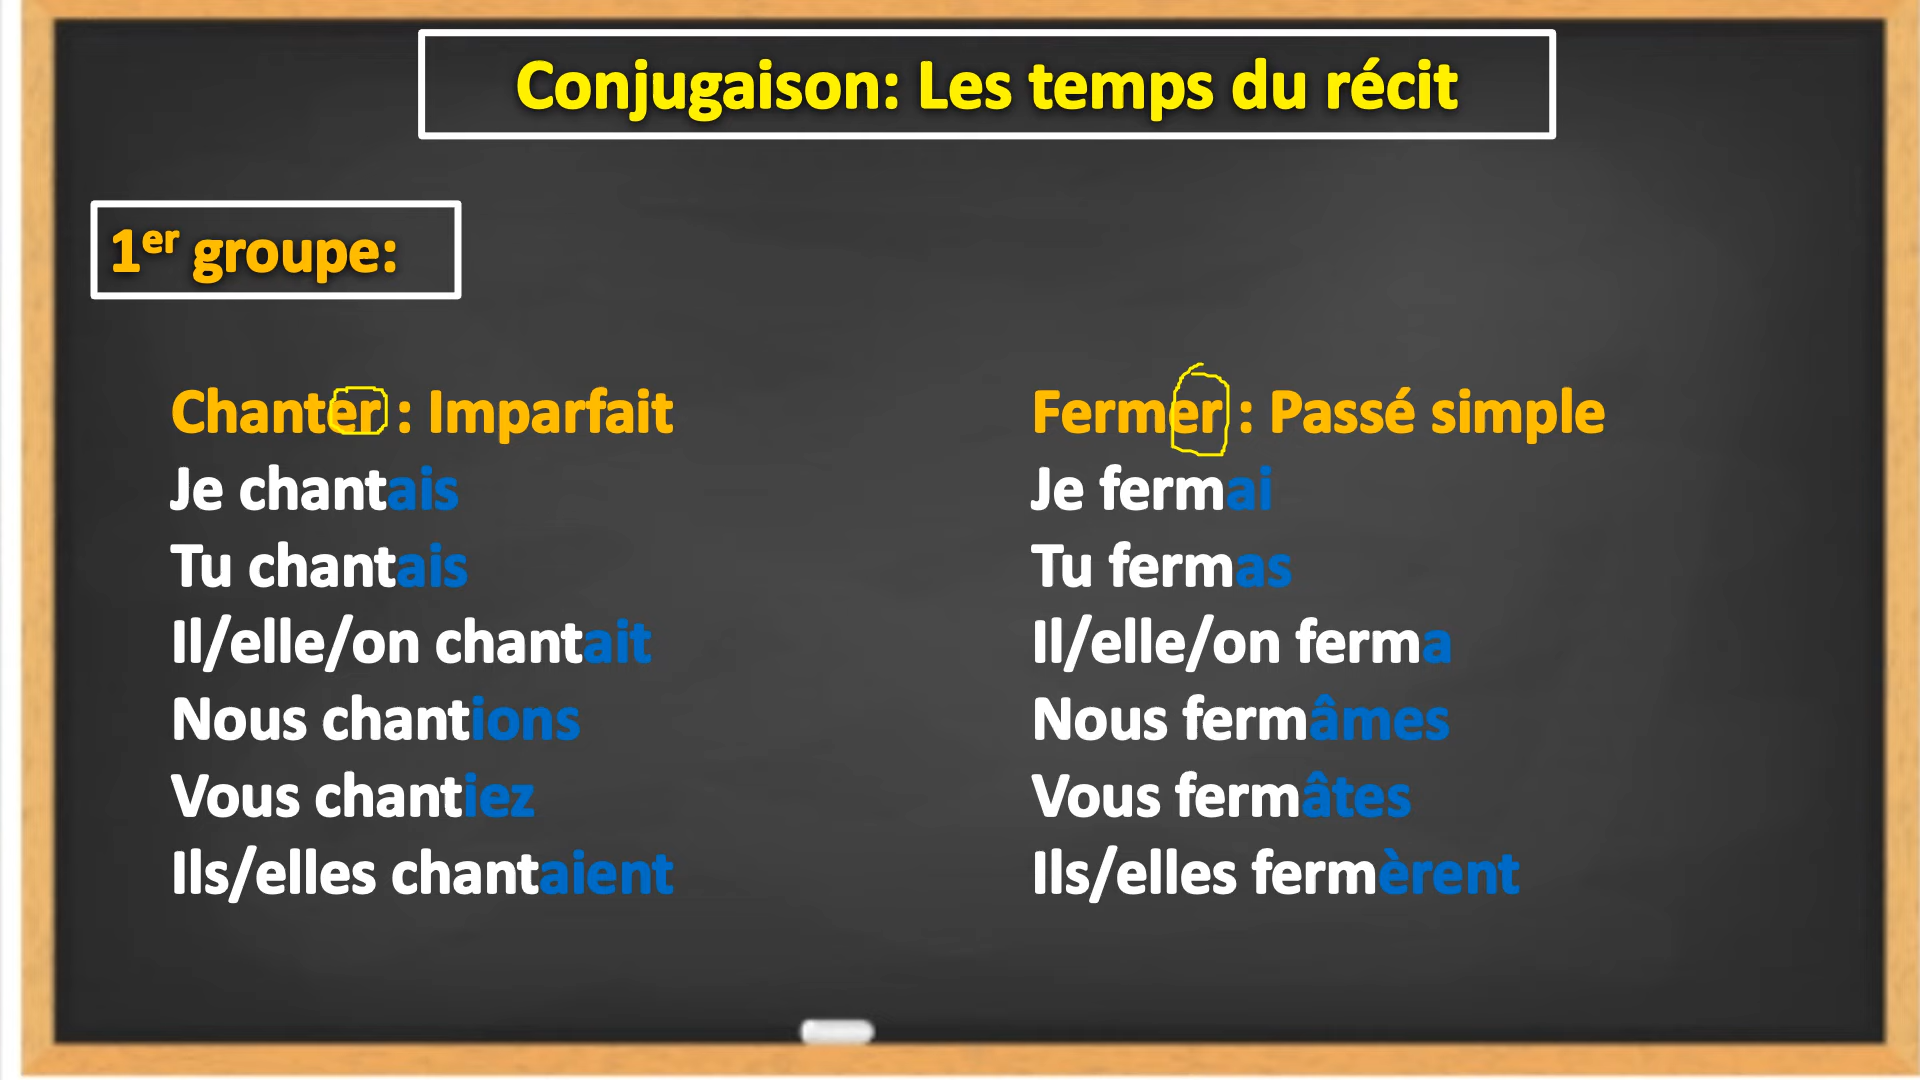 Conjugaison: Les temps du récit
1er groupe:
Chanter : Imparfait
Je chantais
Tu chantais
Il/elle/on chantait
Nous chantions
Vous chantiez
Ils/elles chantaient
Fermer : Passé simple
Je fermai
Tu fermas
Il/elle/on ferma
Nous fermâmes
Vous fermâtes
Ils/elles fermèrent